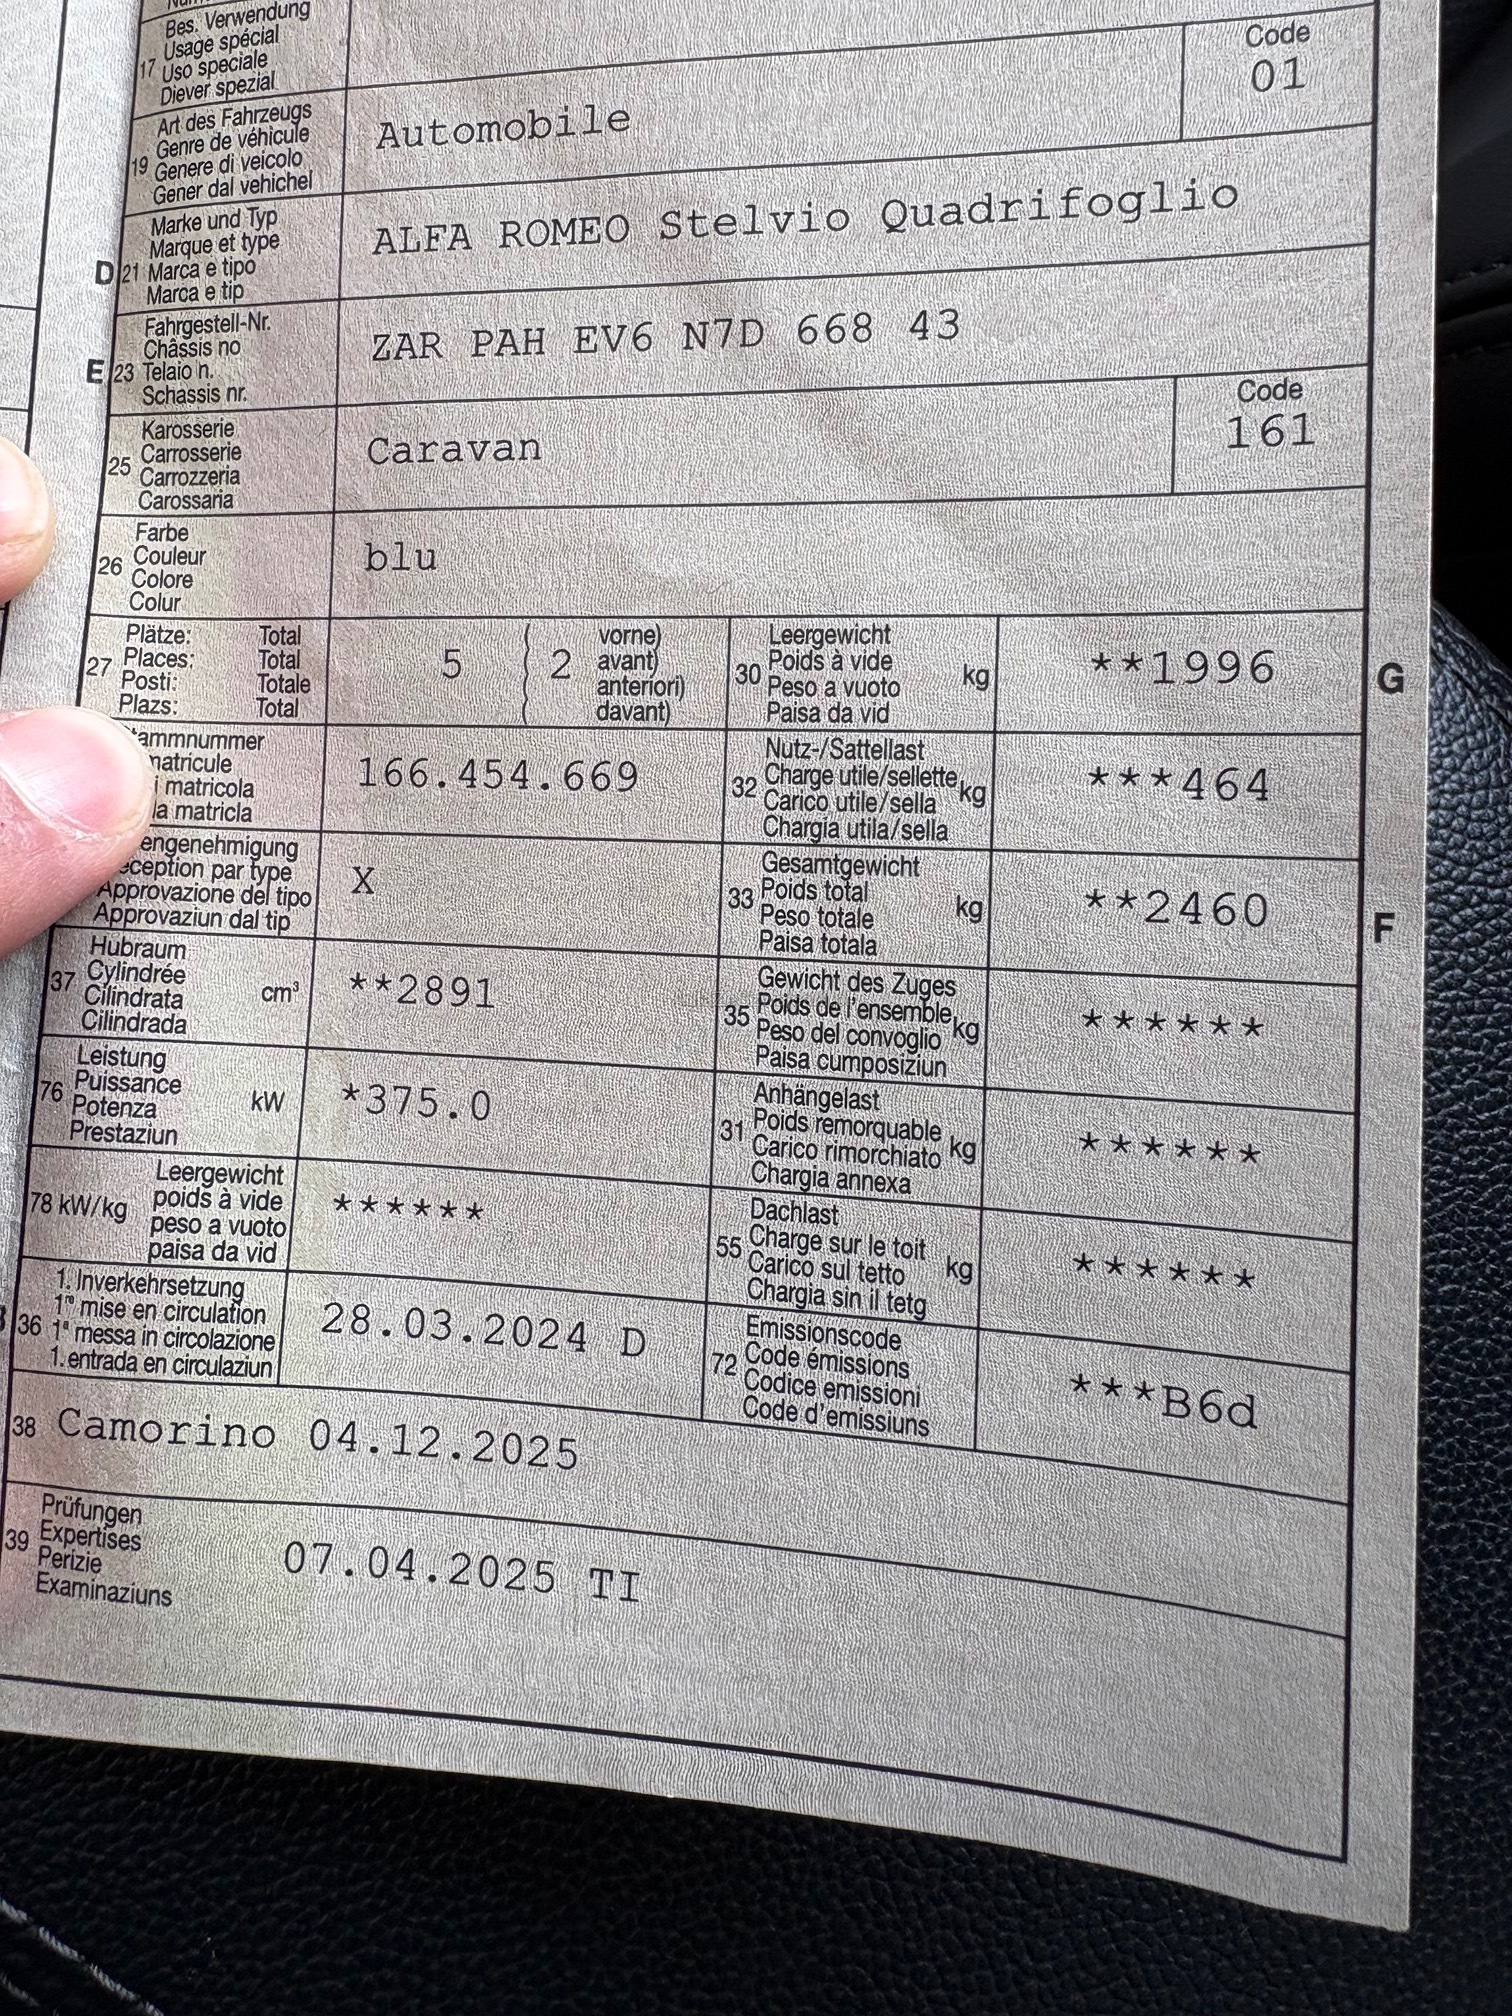 Bes. Verwendung
Usage spécial
17 Uso speciale
Diever spezial
Code
01
Art des Fahrzeugs
Genre de véhicule
19 Genere di veicolo
Gener dal vehichel
Automobile
Marke und Typ
Marque et type
D 21 Marca e tipo
Marca e tip
ALFA ROMEO Stelvio Quadrifoglio
Fahrgestell-Nr.
Châssis no
E 23 Telaio n.
Schassis nr.
ZAR PAH EV6 N7D 668 43
Karosserie
Carrosserie
25 Carrozzeria
Carossaria
Caravan
Code
161
Farbe
Couleur
26 Colore
Colur
blu
Plätze: Total
Places: Total
27 Posti: Totale
Plazs: Total
5 (2 vorne)
avant)
anteriori)
davant)
Leergewicht
30 Poids à vide kg
Peso a vuoto
Paisa da vid
**1996
G
ammnummer
matricule
i matricola
la matricla
166.454.669
Nutz-/Sattellast
32 Charge utile/sellette kg
Carico utile/sella
Chargia utila/sella
***464
engenehmigung
ception par type
Approvazione del tipo
Approvaziun dal tip
X
Gesamtgewicht
33 Poids total kg
Peso totale
Paisa totala
**2460
F
Hubraum
37 Cylindrée cm³
Cilindrata
Cilindrada
**2891
Gewicht des Zuges
35 Poids de l'ensemble kg
Peso del convoglio
Paisa cumposiziun
******
Leistung
76 Puissance kW
Potenza
Prestaziun
*375.0
Anhängelast
31 Poids remorquable kg
Carico rimorchiato
Chargia annexa
******
Leergewicht
78 kW/kg poids à vide
peso a vuoto
paisa da vid
******
Dachlast
55 Charge sur le toit kg
Carico sul tetto
Chargia sin il tetg
******
1. Inverkehrsetzung
36 1re mise en circulation
1a messa in circolazione
1. entrada en circulaziun
28.03.2024 D
Emissionscode
72 Code émissions
Codice emissioni
Code d'emissiuns
***B6d
38 Camorino 04.12.2025
Prüfungen
39 Expertises
Perizie
Examinaziuns
07.04.2025 TI